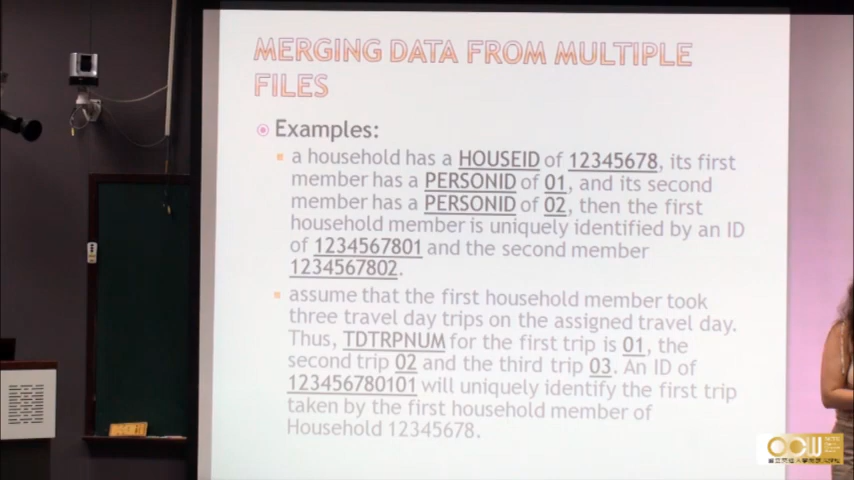 MERGING DATA FROM MULTIPLE
FILES
Examples:
a household has a HOUSEID of 12345678, its first
member has a PERSONID of 01, and its second
member has a PERSONID of 02, then the first
household member is uniquely identified by an ID
of 1234567801 and the second member
1234567802.
assume that the first household member took
three travel day trips on the assigned travel day.
Thus, TDTRPNUM for the first trip is 01, the
second trip 02 and the third trip 03. An ID of
123456780101 will uniquely identify the first trip
taken by the first household member of
Household 12345678.
OCW